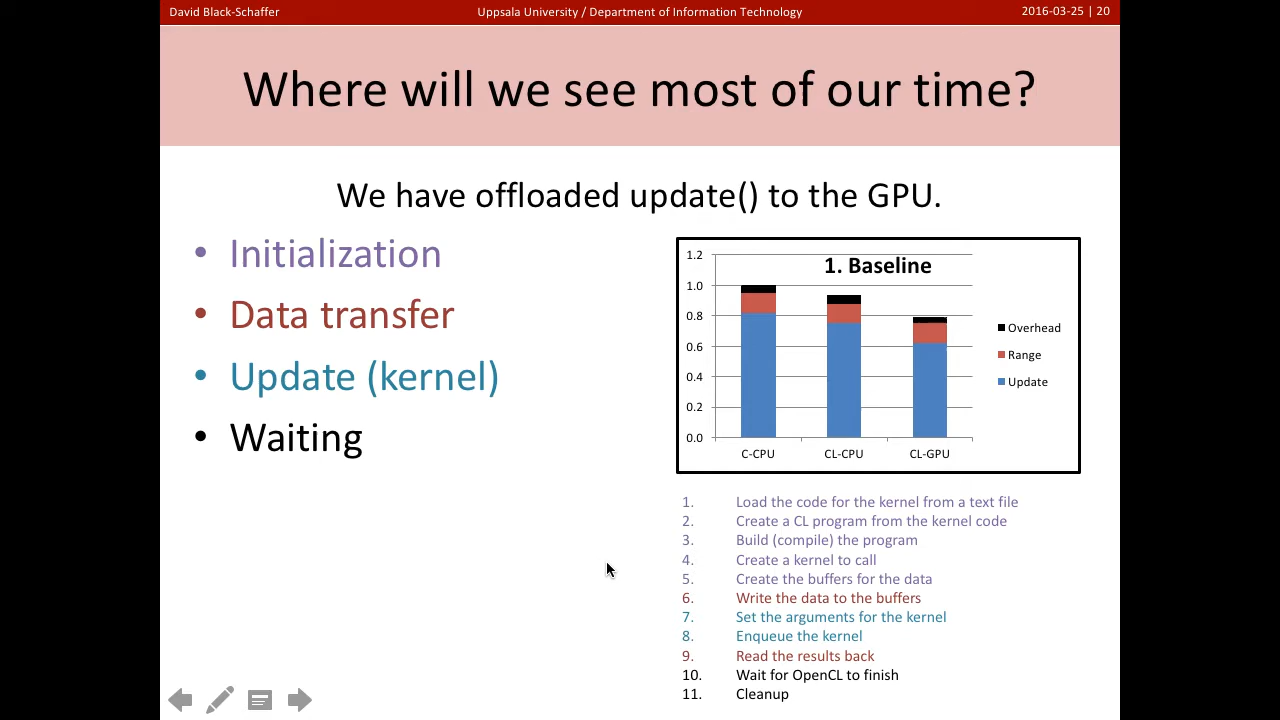 David Black-Schaffer
Uppsala University / Department of Information Technology
2016-03-25 | 20
Where will we see most of our time?
We have offloaded update() to the GPU.
• Initialization
• Data transfer
• Update (kernel)
• Waiting
1. Baseline
1.2
1.0
0.8
0.6
0.4
0.2
0.0
C-CPU
CL-CPU
CL-GPU
Overhead
Range
Update
1. Load the code for the kernel from a text file
2. Create a CL program from the kernel code
3. Build (compile) the program
4. Create a kernel to call
5. Create the buffers for the data
6. Write the data to the buffers
7. Set the arguments for the kernel
8. Enqueue the kernel
9. Read the results back
10. Wait for OpenCL to finish
11. Cleanup